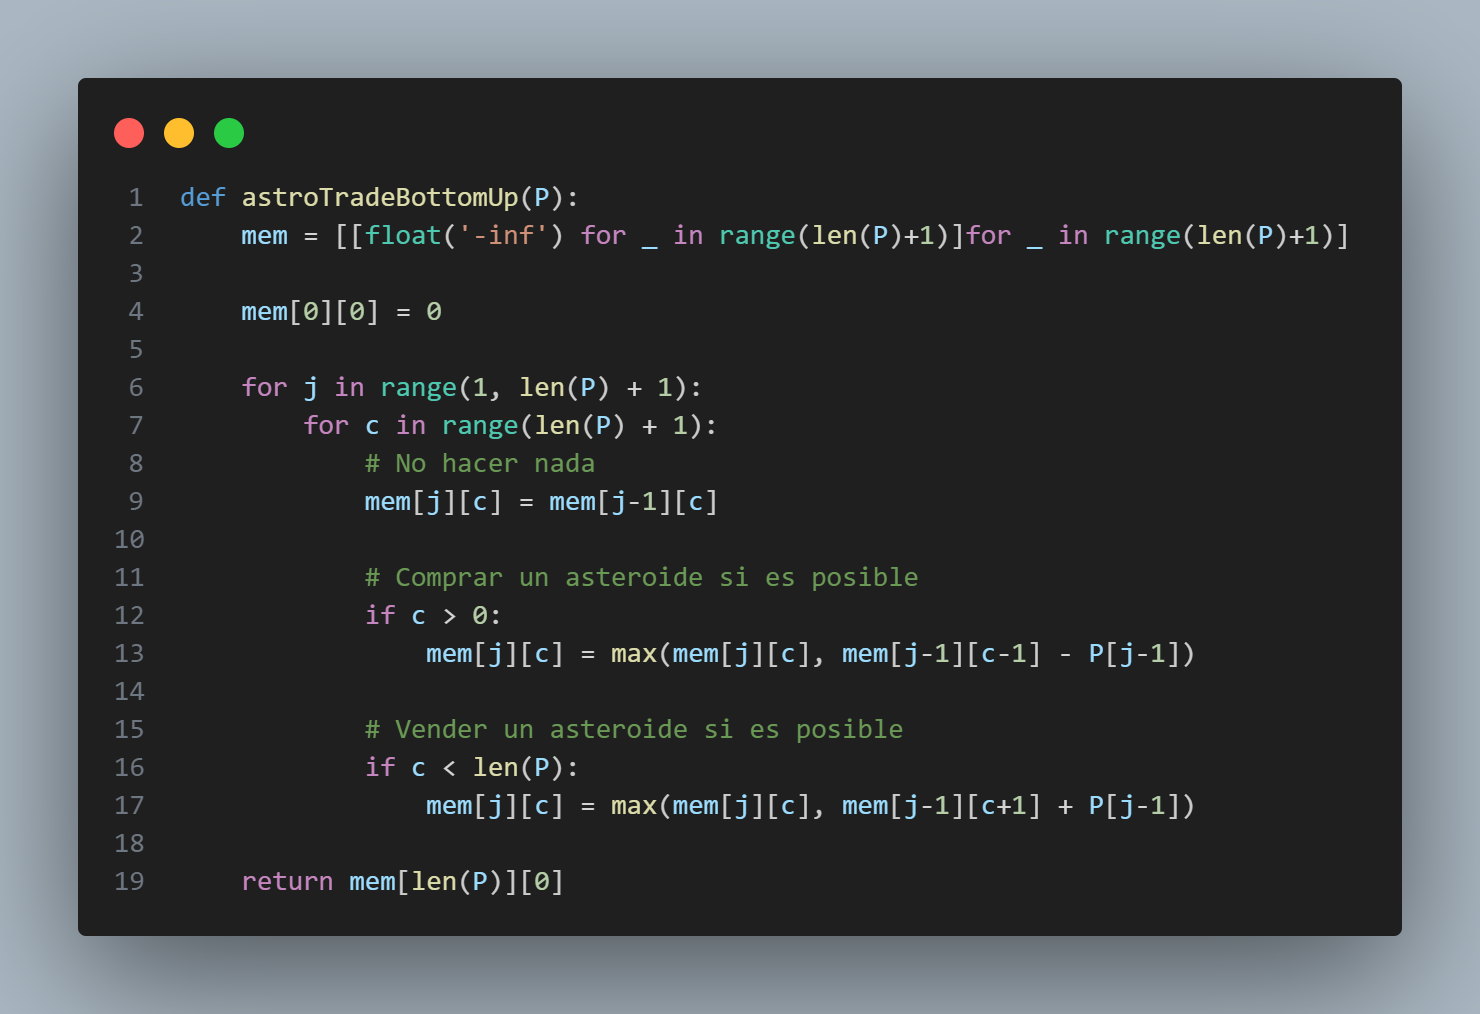 1 def astroTradeBottomUp(P):
2     mem = [[float('-inf') for _ in range(len(P)+1)]for _ in range(len(P)+1)]
3
4     mem[0][0] = 0
5
6     for j in range(1, len(P) + 1):
7         for c in range(len(P) + 1):
8             # No hacer nada
9             mem[j][c] = mem[j-1][c]
10
11             # Comprar un asteroide si es posible
12             if c > 0:
13                 mem[j][c] = max(mem[j][c], mem[j-1][c-1] - P[j-1])
14
15             # Vender un asteroide si es posible
16             if c < len(P):
17                 mem[j][c] = max(mem[j][c], mem[j-1][c+1] + P[j-1])
18
19     return mem[len(P)][0]